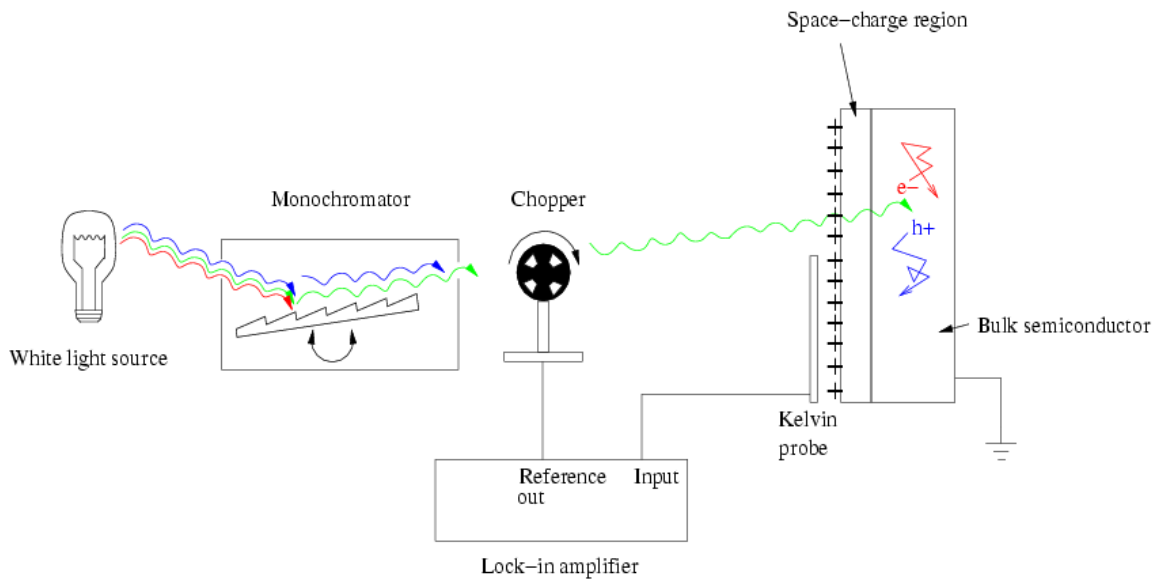 Space-charge region
Monochromator
Chopper
e-
h+
White light source
Bulk semiconductor
Kelvin
probe
Reference
out
Input
Lock-in amplifier